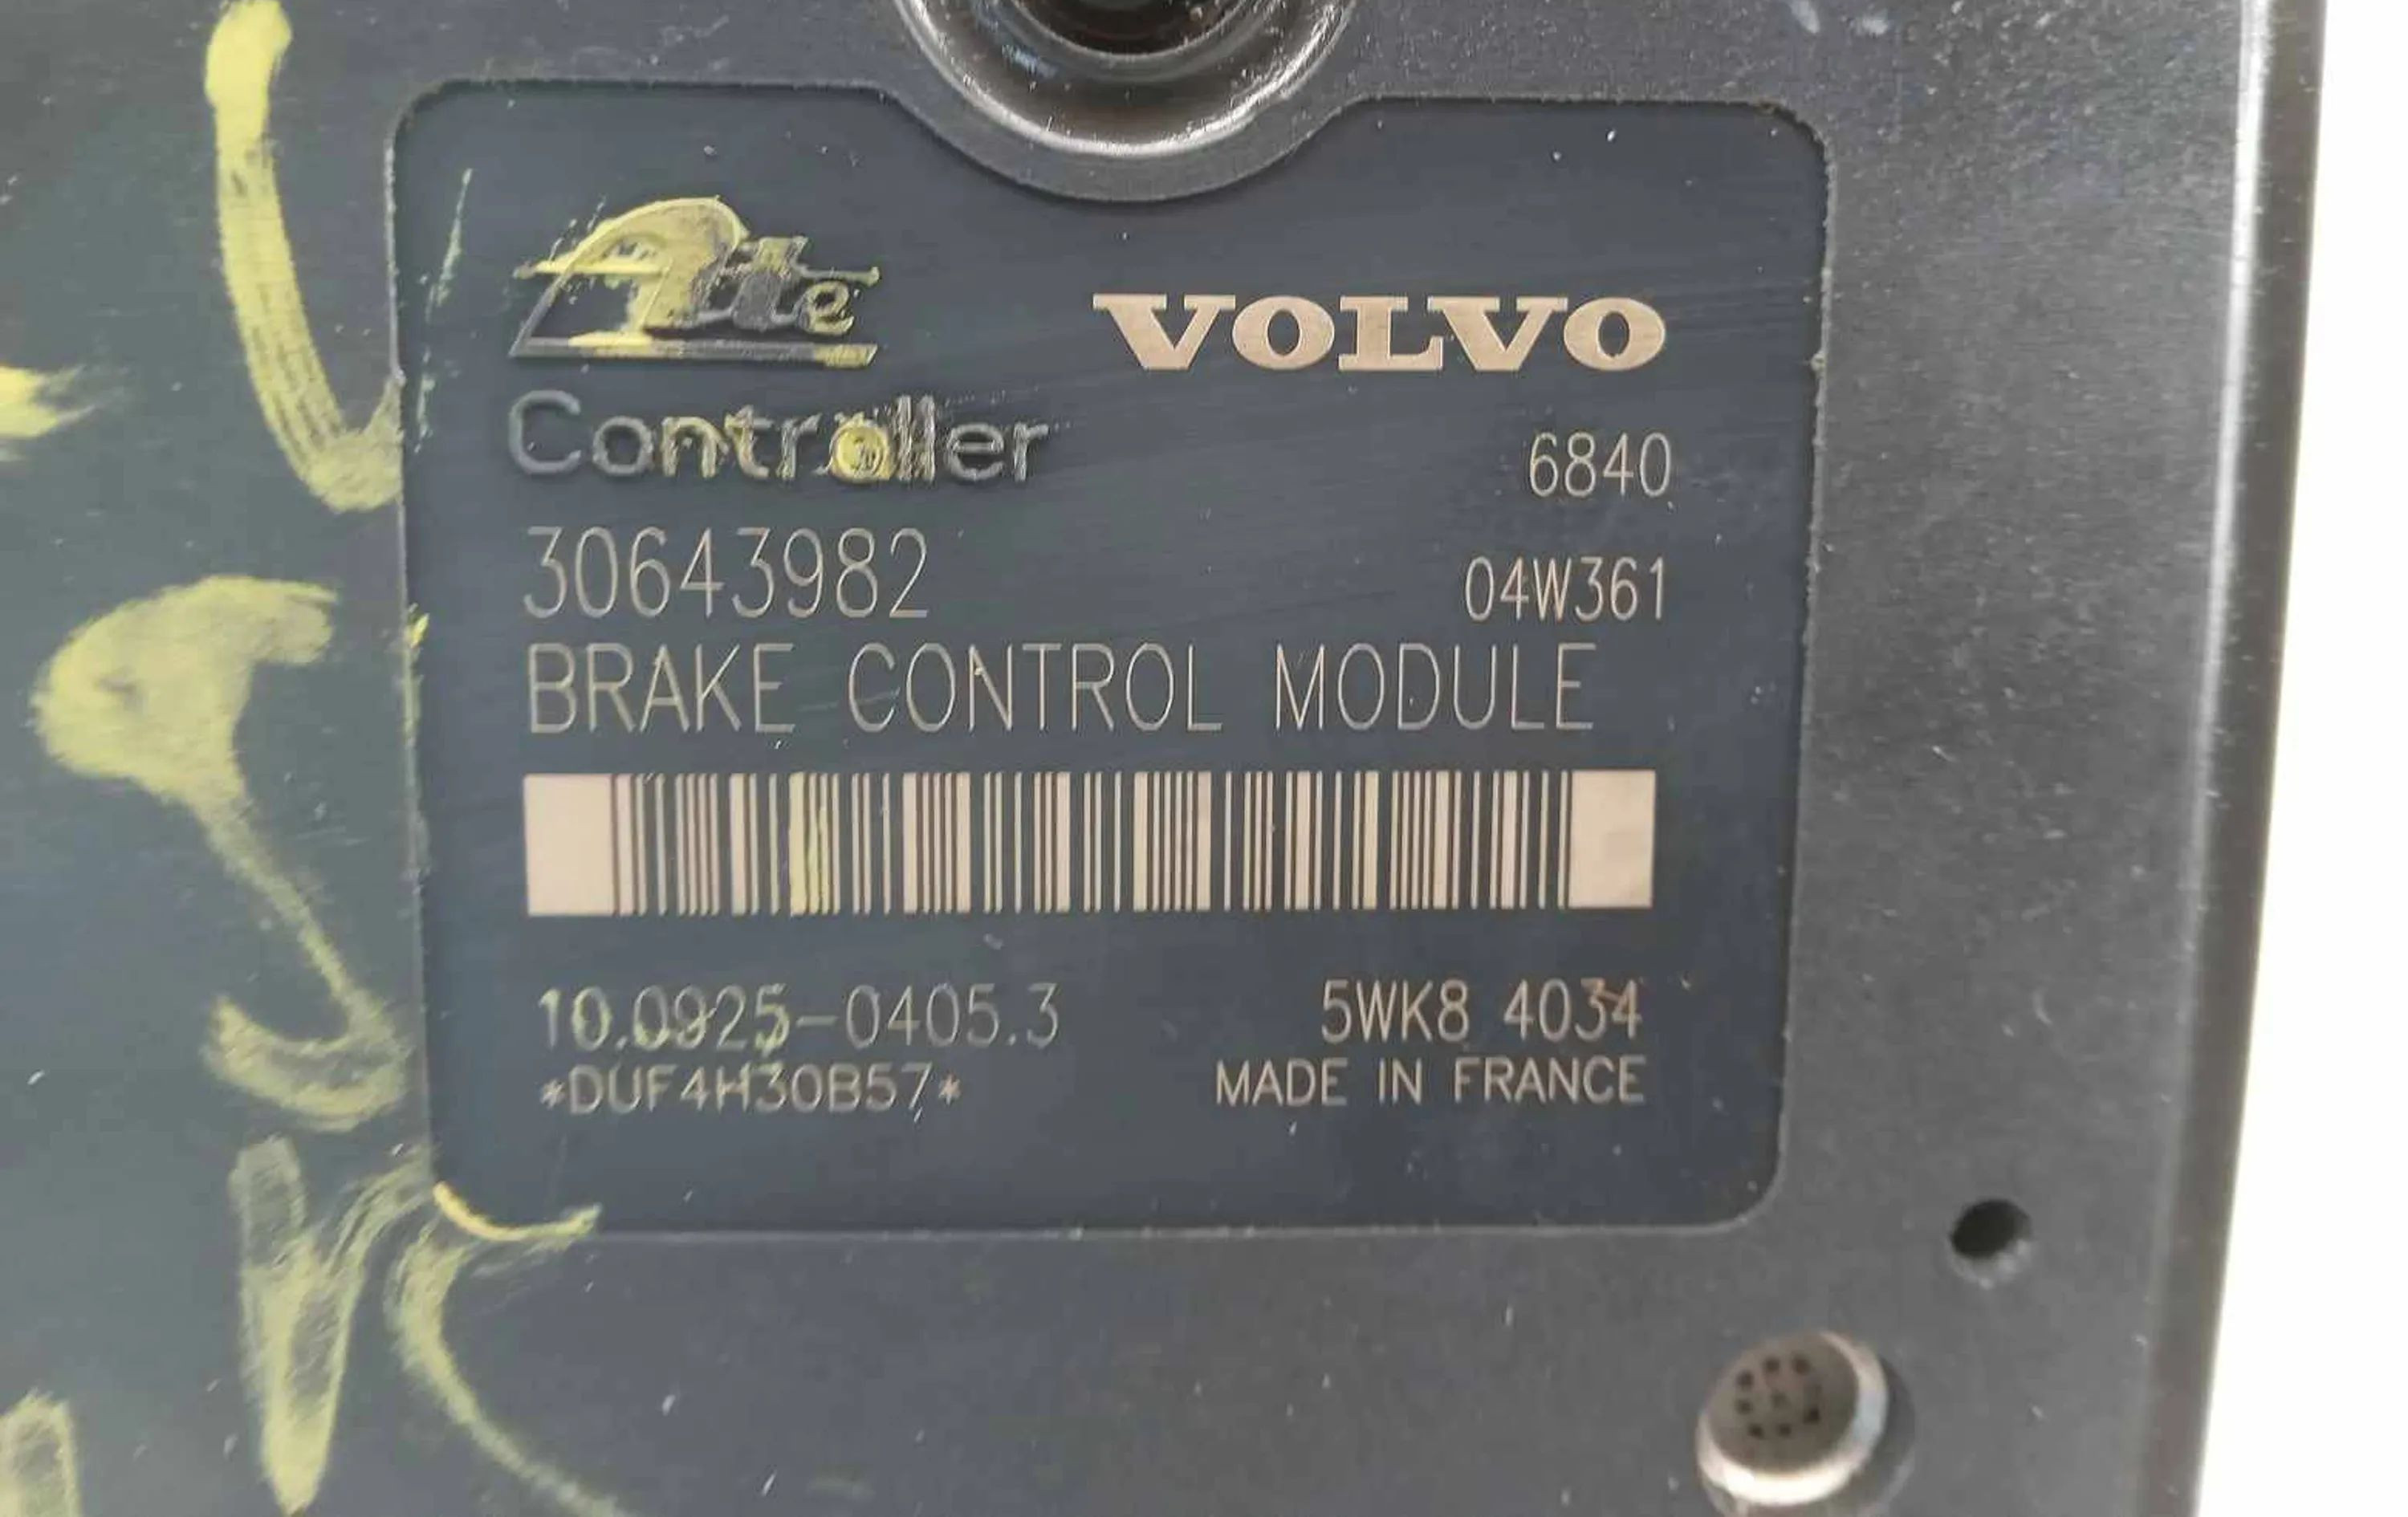 Ate
VOLVO
Controller
6840
30643982
04W361
BRAKE CONTROL MODULE
10.0925-0405.3
5WK8 4034
*DUF4H30B57*
MADE IN FRANCE